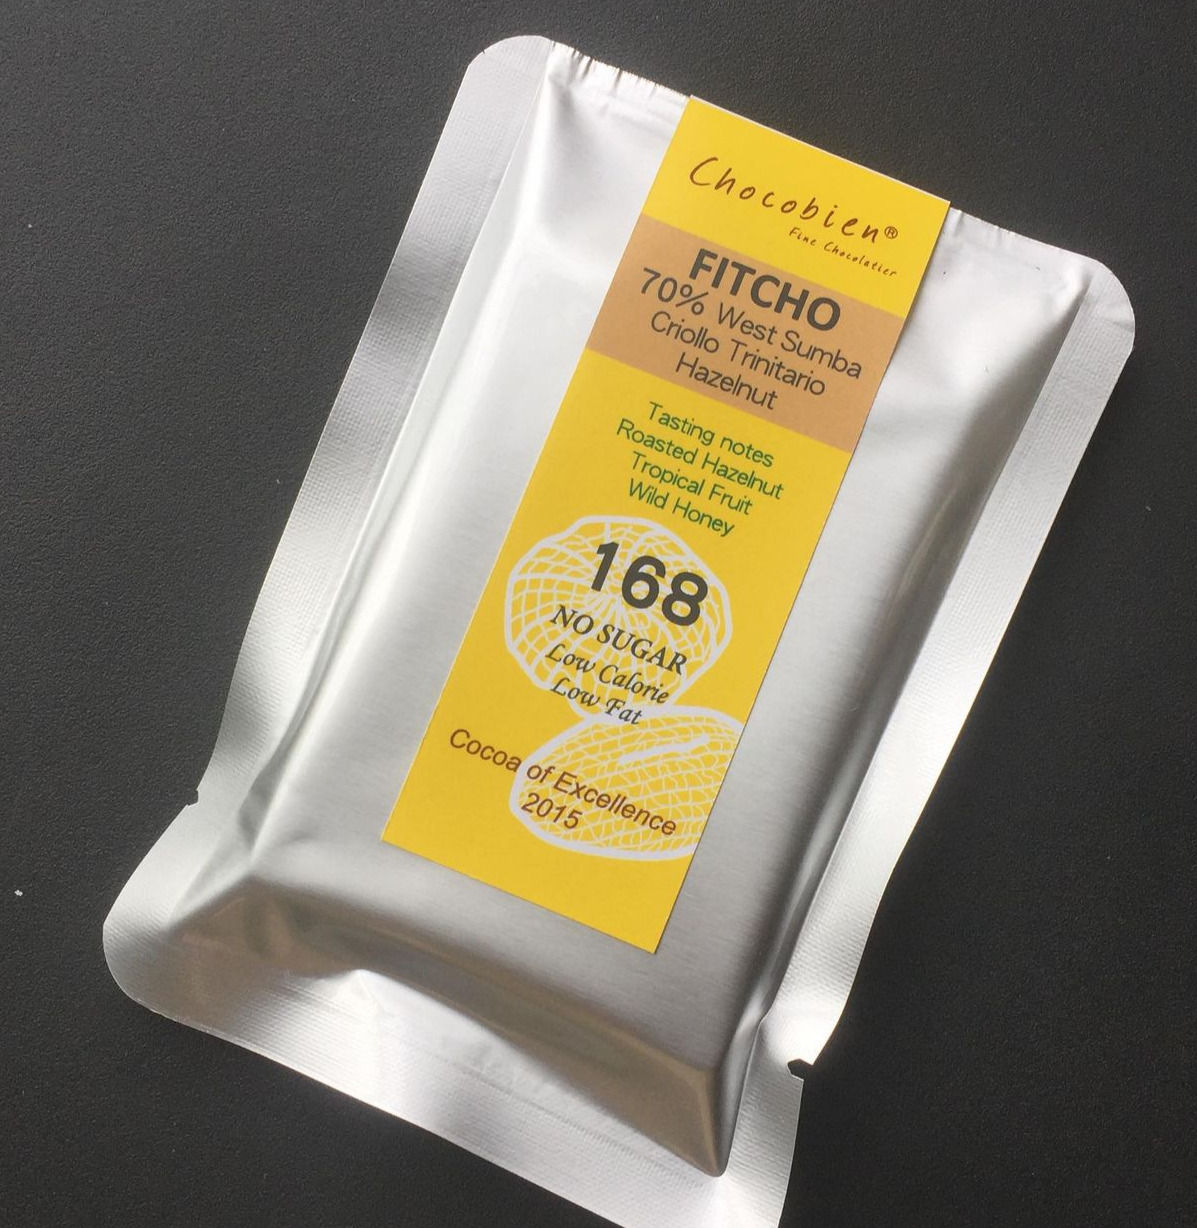 Chocobien®
Fine Chocolatier
FITCHO
70% West Sumba
Criollo Trinitario
Hazelnut
Tasting notes
Roasted Hazelnut
Tropical Fruit
Wild Honey
168
NO SUGAR
Low Calorie
Low Fat
Cocoa of Excellence
2015